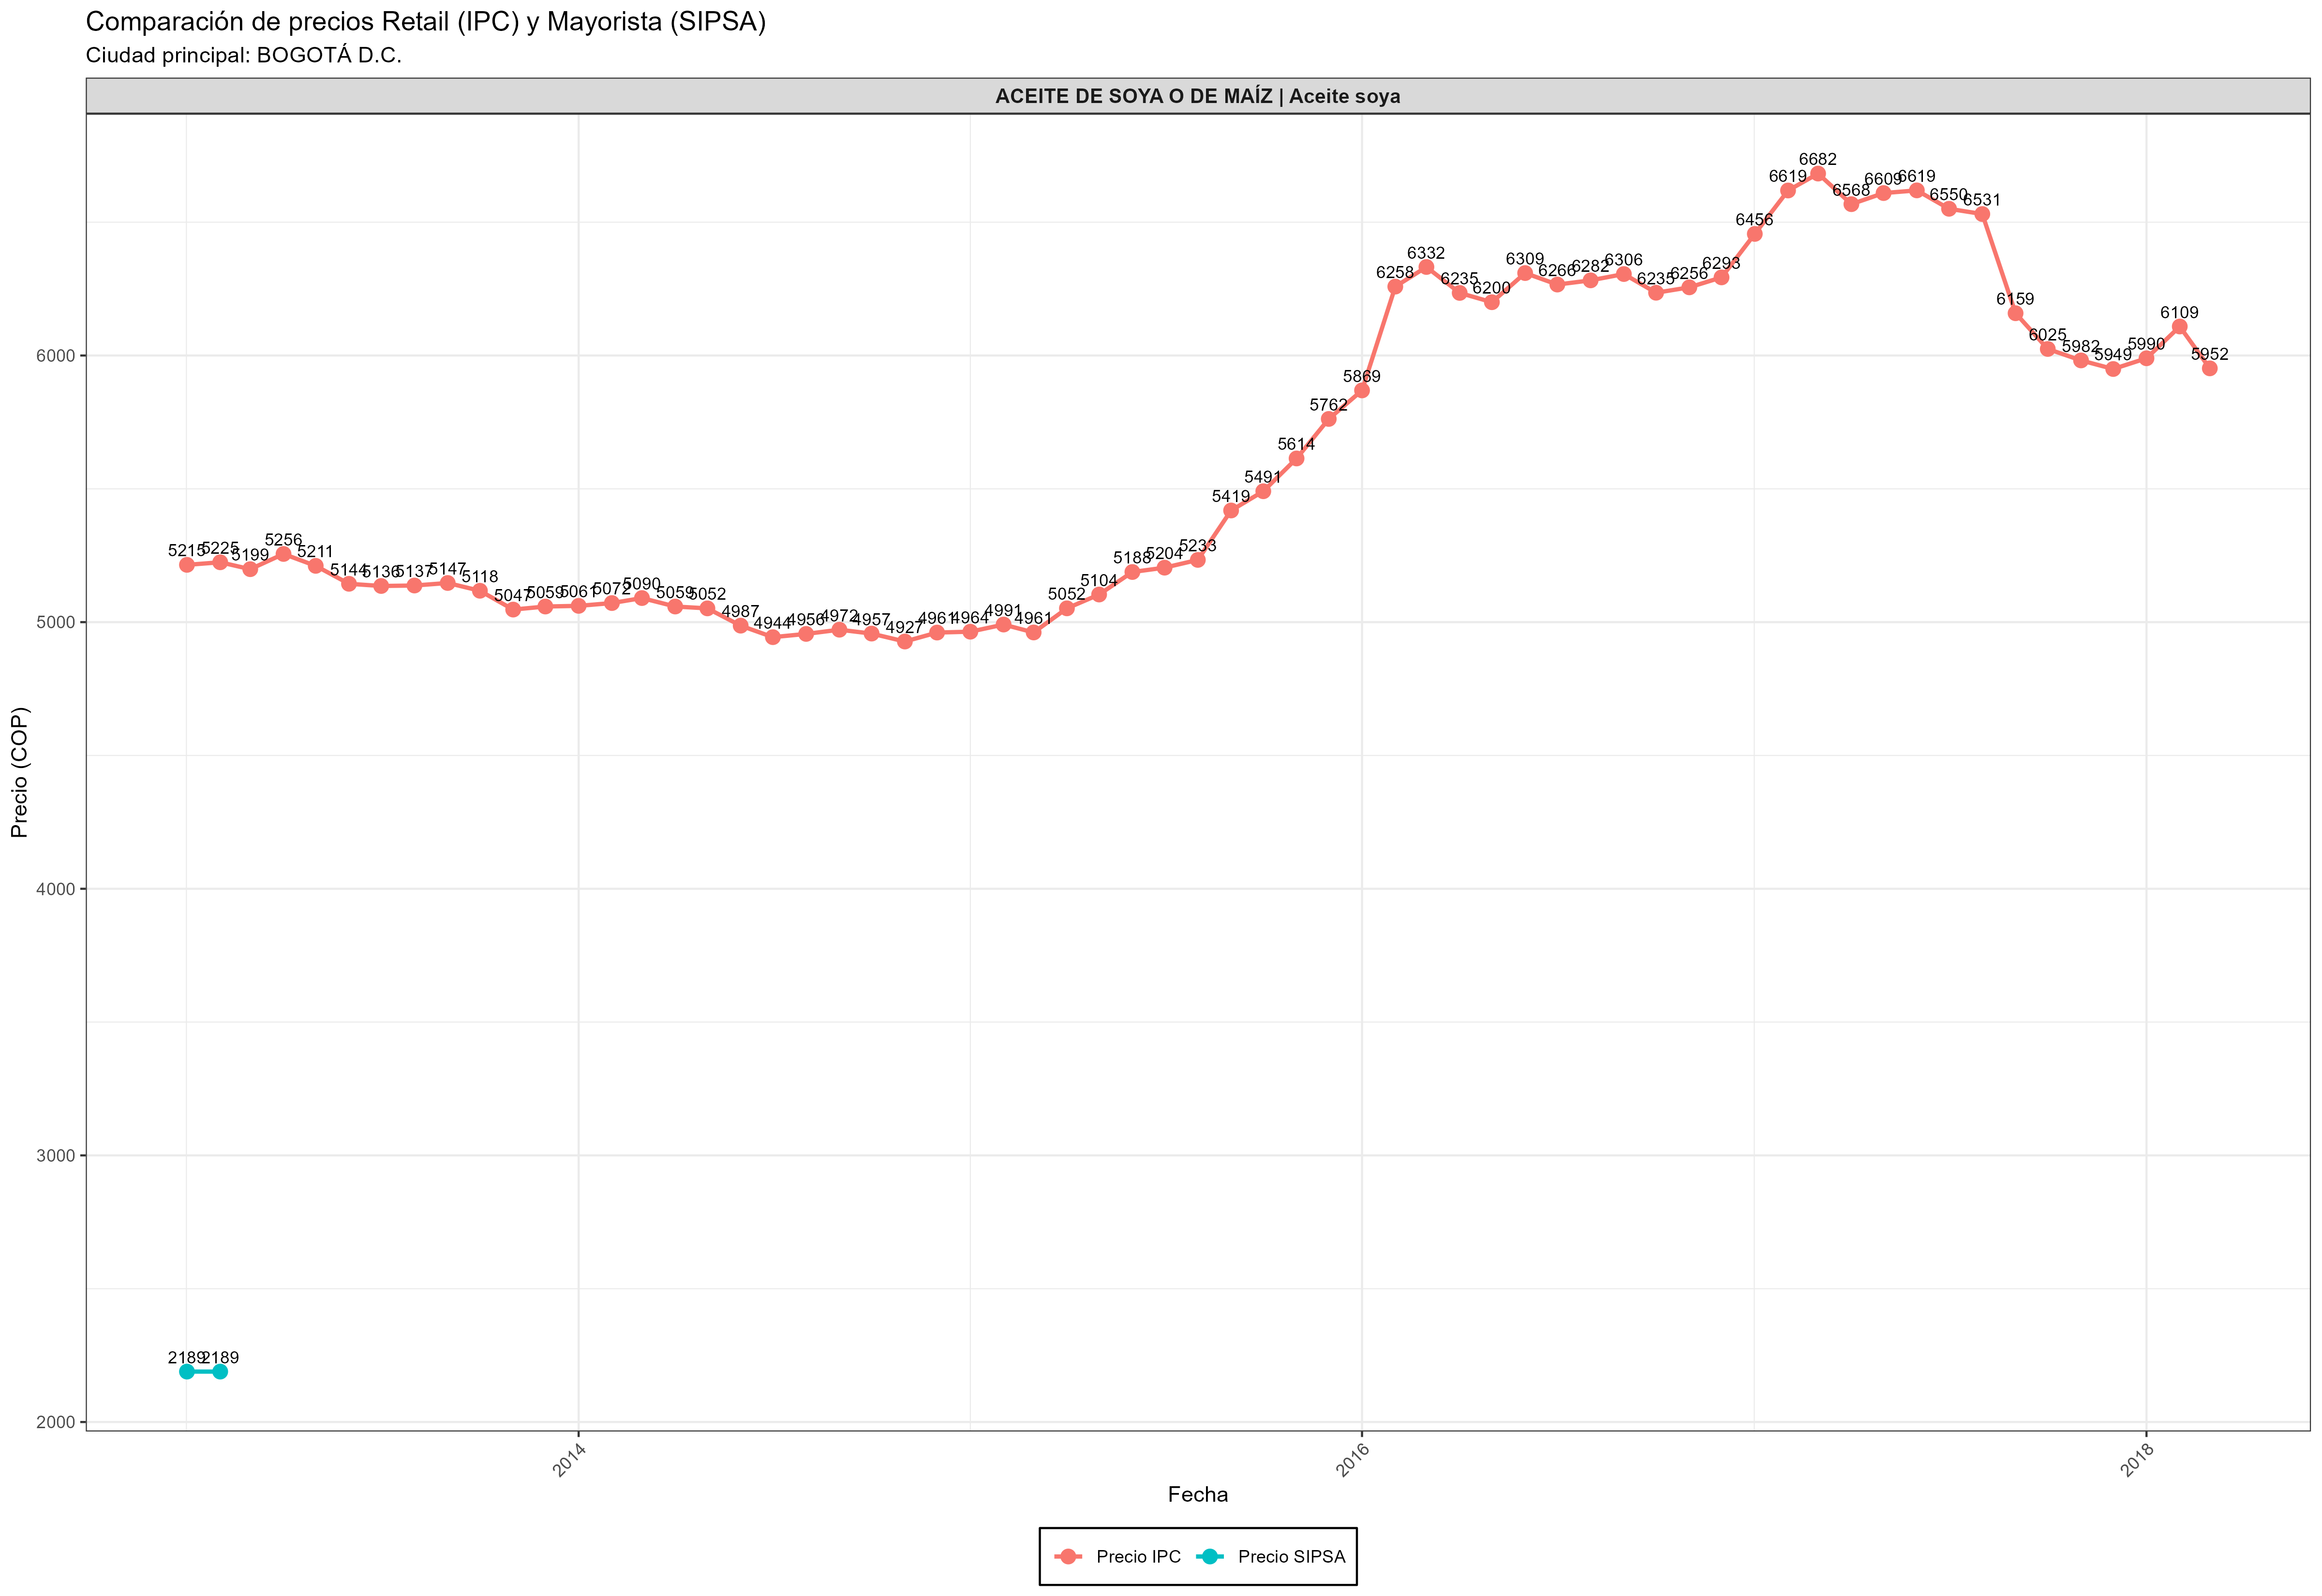 Comparación de precios Retail (IPC) y Mayorista (SIPSA)
Ciudad principal: BOGOTÁ D.C.
ACEITE DE SOYA O DE MAÍZ | Aceite soya
Precio (COP)
6000
5000
4000
3000
2000
5215 5225 5199 5256 5211 5144 5136 5137 5147 5118 5047 5059 5061 5072 5090 5059 5052 4987 4944 4956 4972 4957 4927 4961 4964 4991 4961 5052 5104 5188 5204 5233 5419 5491 5614 5762 5869 6258 6332 6235 6200 6309 6266 6282 6306 6235 6256 6293 6456 6619 6682 6568 6609 6619 6550 6531 6159 6025 5982 5949 5990 6109 5952
2189 2189
2014 2016 2018
Fecha
Precio IPC Precio SIPSA